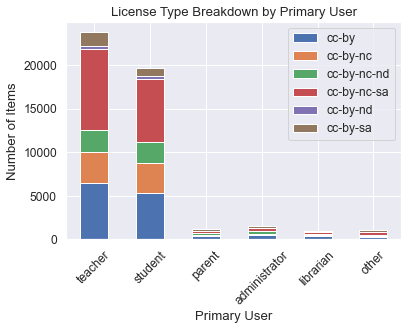 License Type Breakdown by Primary User
cc-by
cc-by-nc
cc-by-nc-nd
cc-by-nc-sa
cc-by-nd
cc-by-sa
Number of Items
20000
15000
10000
5000
0
teacher
student
parent
administrator
librarian
other
Primary User